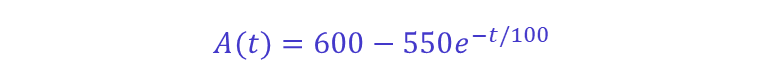 A(t) = 600 − 550e^{−t/100}